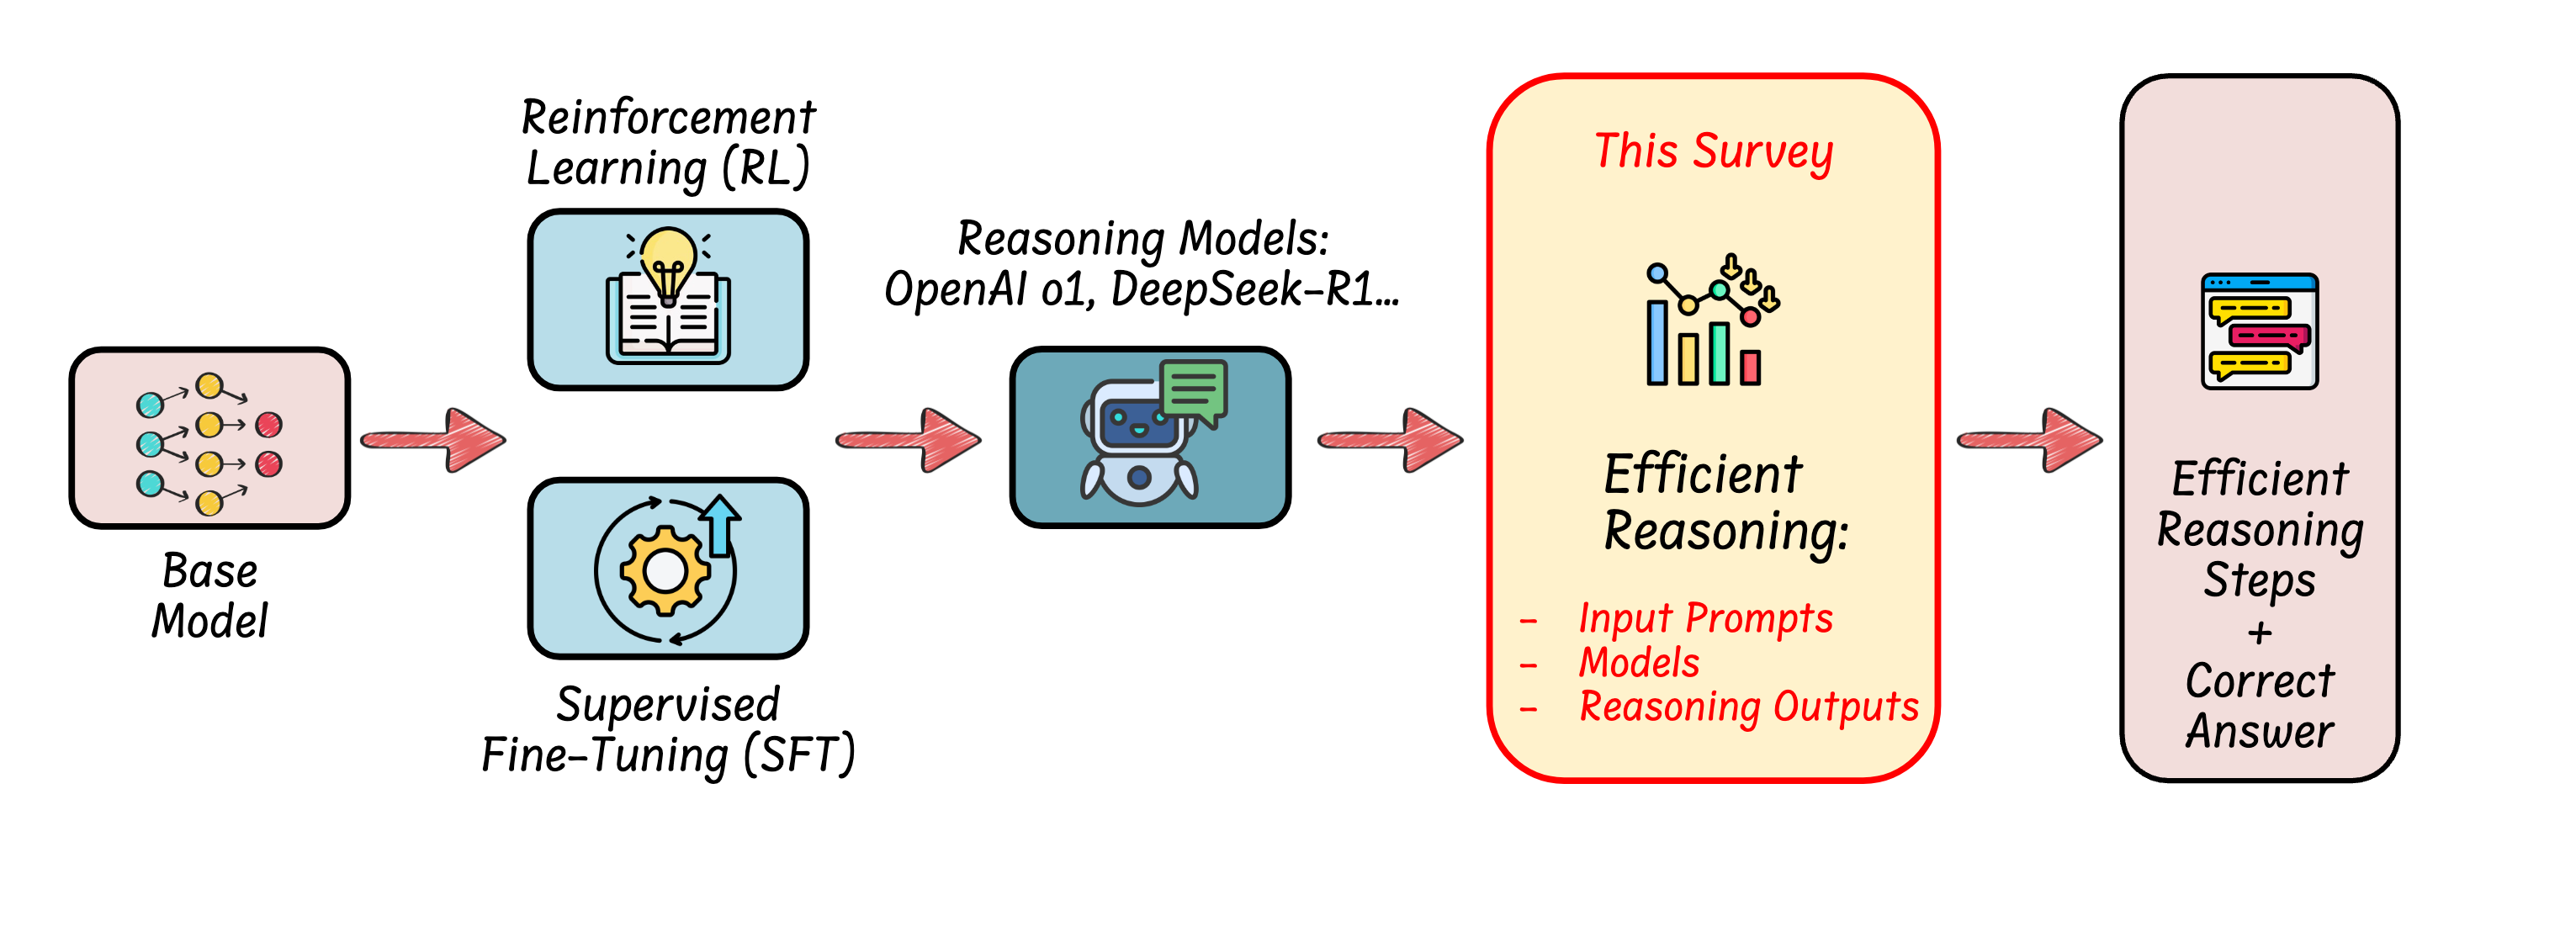 Reinforcement
Learning (RL)
Base
Model
Supervised
Fine-Tuning (SFT)
Reasoning Models:
OpenAI o1, DeepSeek-R1...
This Survey
Efficient
Reasoning:
- Input Prompts
- Models
- Reasoning Outputs
Efficient
Reasoning
Steps
+
Correct
Answer